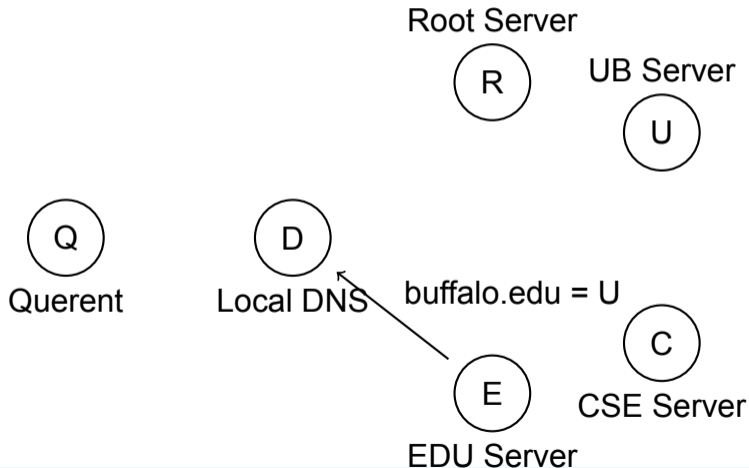 Root Server
R
UB Server
U
Q
Querent
D
Local DNS
buffalo.edu = U
C
CSE Server
E
EDU Server